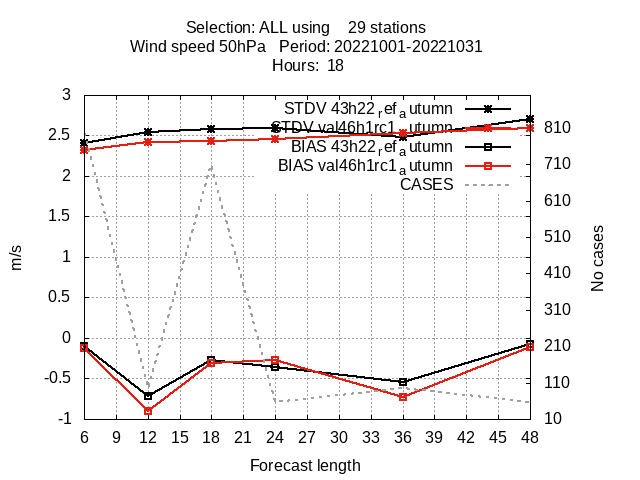 Selection: ALL using 29 stations
Wind speed 50hPa Period: 20221001-20221031
Hours: 18
STDV 43h22ref_autumn
STDV val46h1rc1_autumn
BIAS 43h22ref_autumn
BIAS val46h1rc1autumn
CASES
m/s
No cases
3
2.5
2
1.5
1
0.5
0
-0.5
-1
810
710
610
510
410
310
210
110
10
6 9 12 15 18 21 24 27 30 33 36 39 42 45 48
Forecast length